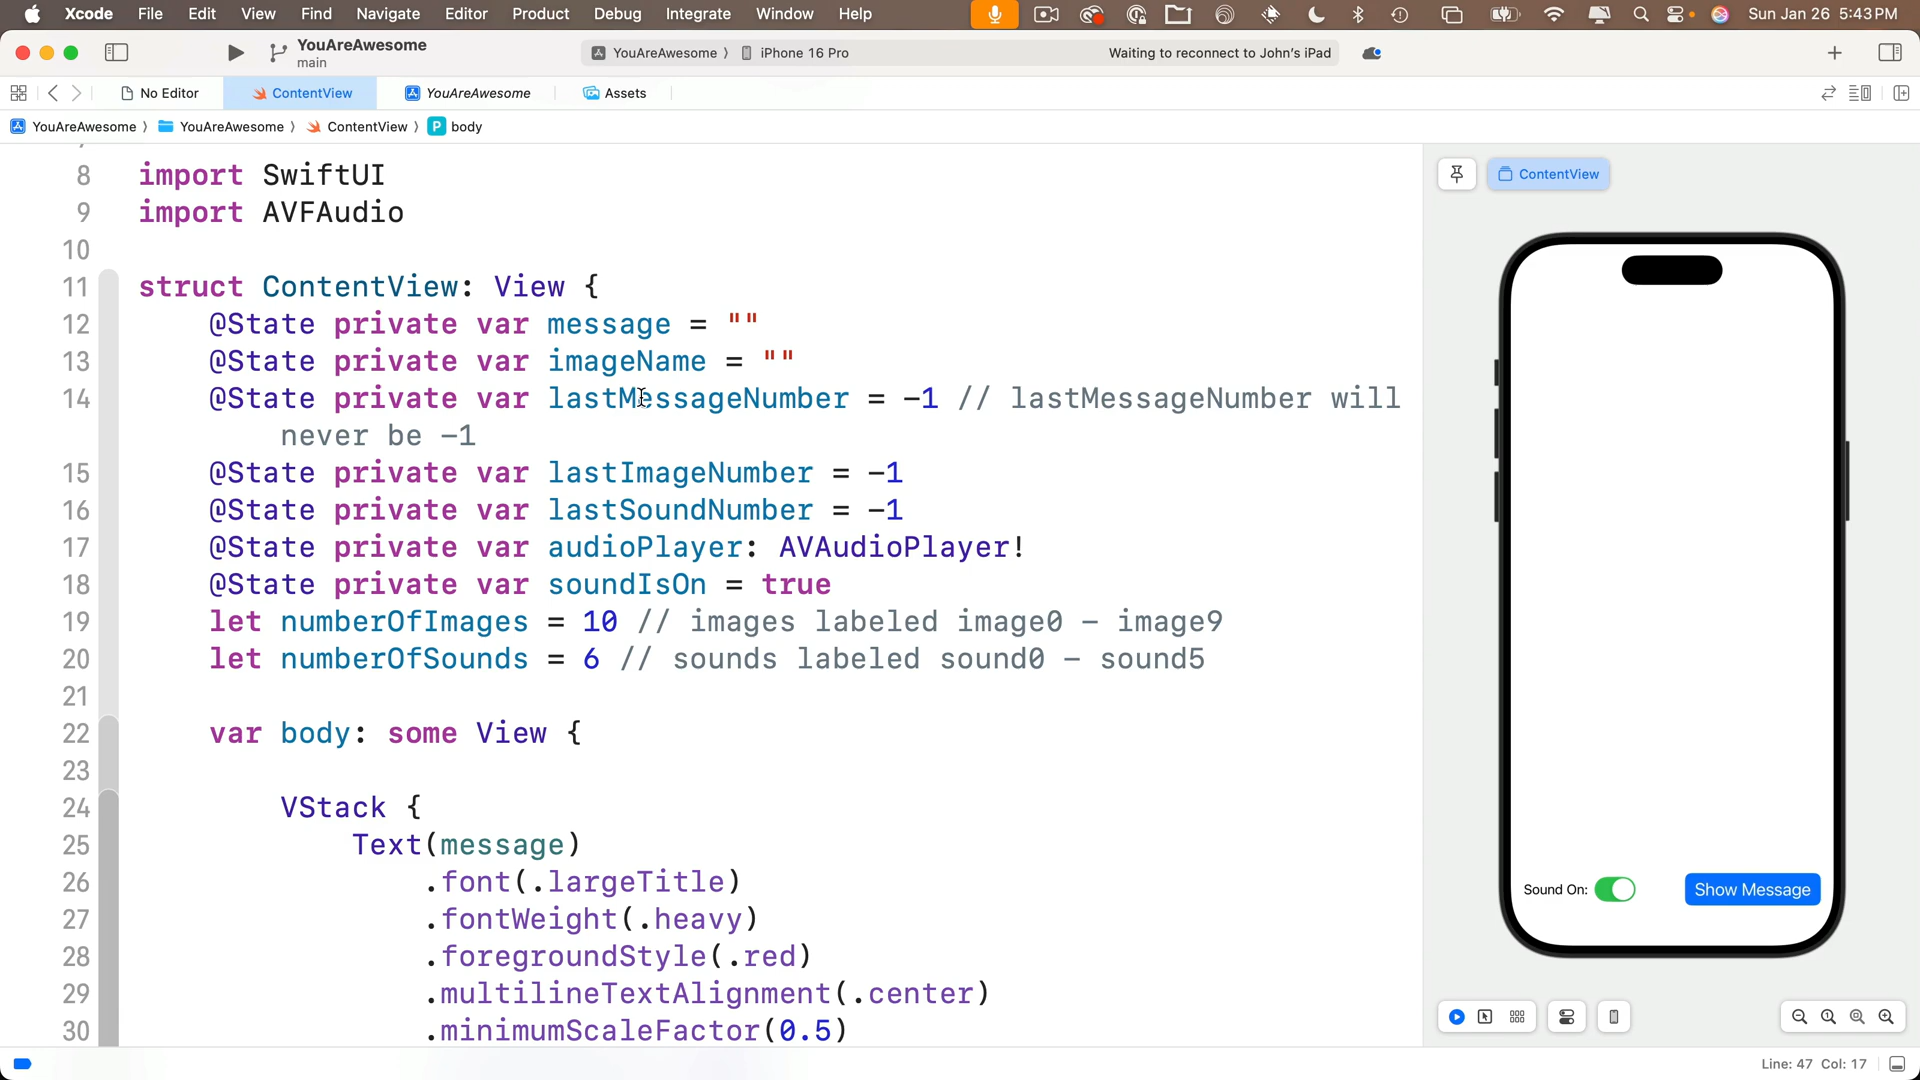 Xcode File Edit View Find Navigate Editor Product Debug Integrate Window Help Sun Jan 26 5:43 PM
YouAreAwesome
main
YouAreAwesome ⟩ iPhone 16 Pro Waiting to reconnect to John's iPad
No Editor ContentView YouAreAwesome Assets
YouAreAwesome ⟩ YouAreAwesome ⟩ ContentView ⟩ P body
8 import SwiftUI
9 import AVFAudio
10
11 struct ContentView: View {
12 @State private var message = ""
13 @State private var imageName = ""
14 @State private var lastMessageNumber = -1 // lastMessageNumber will
never be -1
15 @State private var lastImageNumber = -1
16 @State private var lastSoundNumber = -1
17 @State private var audioPlayer: AVAudioPlayer!
18 @State private var soundIsOn = true
19 let numberOfImages = 10 // images labeled image0 - image9
20 let numberOfSounds = 6 // sounds labeled sound0 - sound5
21
22 var body: some View {
23
24 VStack {
25 Text(message)
26 .font(.largeTitle)
27 .fontWeight(.heavy)
28 .foregroundStyle(.red)
29 .multilineTextAlignment(.center)
30 .minimumScaleFactor(0.5)
ContentView
Sound On: Show Message
Line: 47 Col: 17